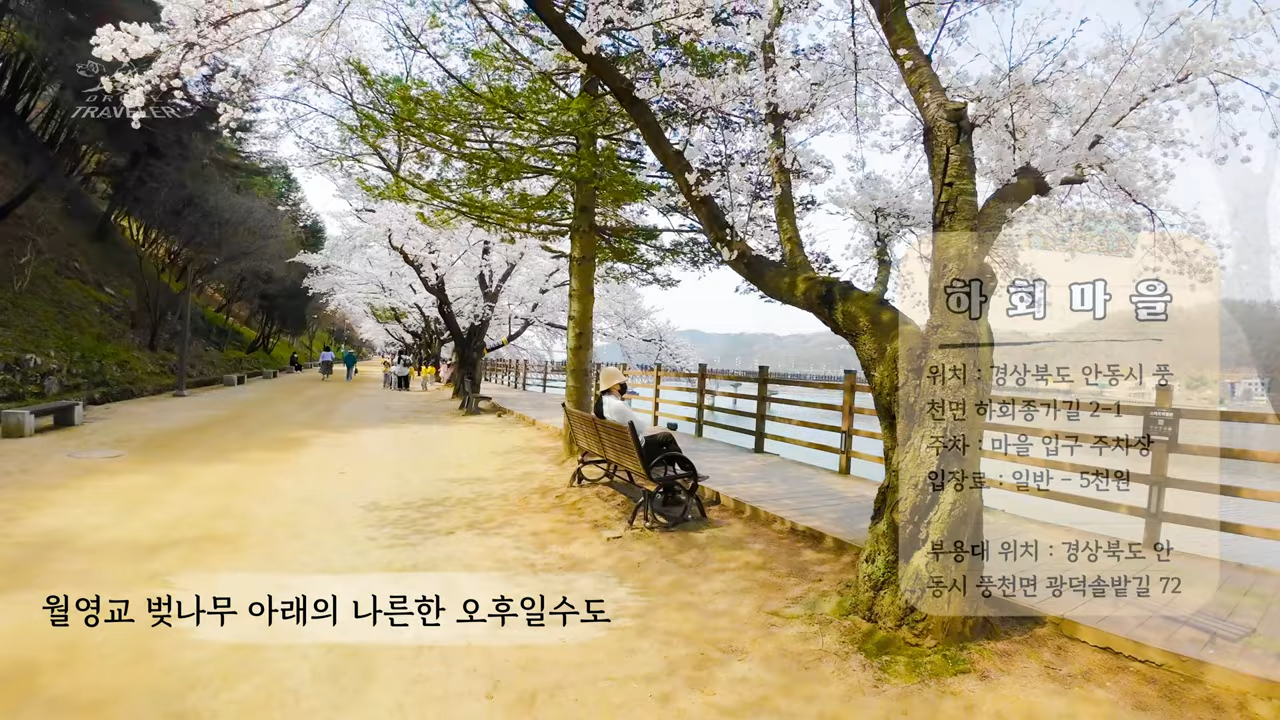 TRAVELER
하회마을
위치 : 경상북도 안동시 풍
천면 하회종가길 2-1
주차 : 마을 입구 주차장
입장료 : 일반 - 5천원
부용대 위치 : 경상북도 안
동시 풍천면 광덕솔밭길 72
월영교 벚나무 아래의 나른한 오후일수도